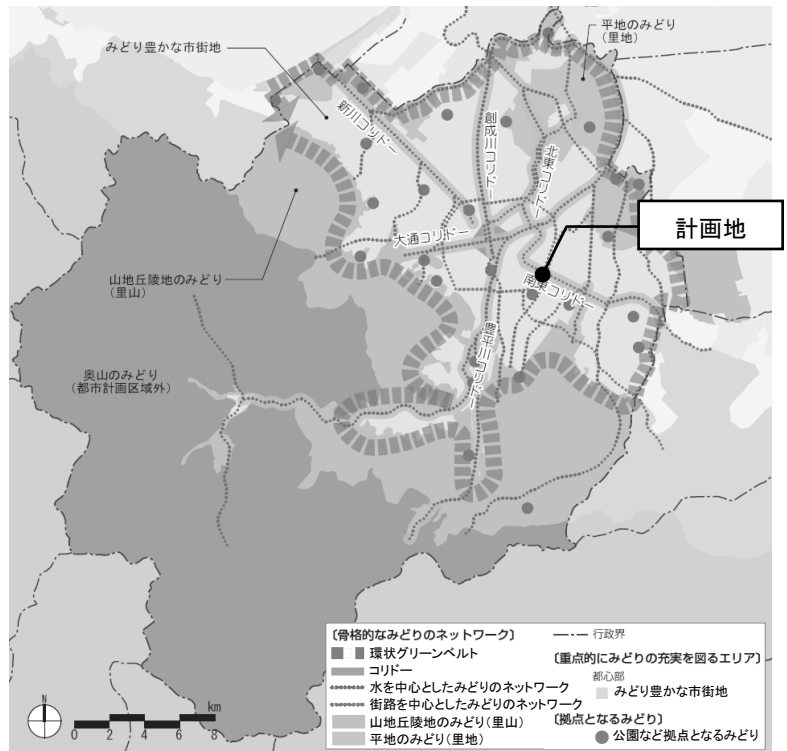 みどり豊かな市街地
平地のみどり
(里地)
新川コリドー
創成川コリドー
北東コリドー
計画地
大通コリドー
南東コリドー
山地丘陵地のみどり
(里山)
豊平川コリドー
奥山のみどり
(都市計画区域外)
N
km
0 2 4 6 8
〔骨格的なみどりのネットワーク〕
環状グリーンベルト
コリドー
水を中心としたみどりのネットワーク
街路を中心としたみどりのネットワーク
山地丘陵地のみどり(里山)
平地のみどり(里地)
行政界
〔重点的にみどりの充実を図るエリア〕
都心部
みどり豊かな市街地
〔拠点となるみどり〕
公園など拠点となるみどり